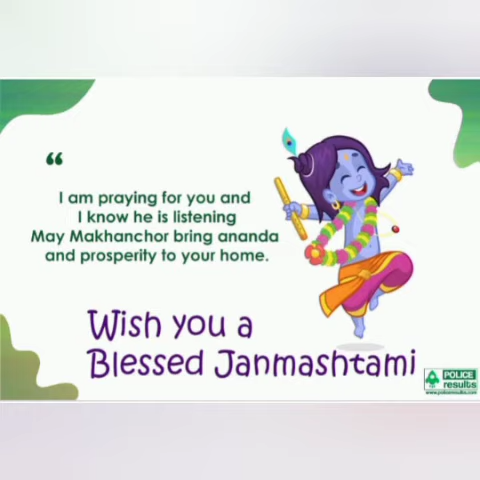 “
I am praying for you and
I know he is listening
May Makhanchor bring ananda
and prosperity to your home.
Wish you a
Blessed Janmashtami
POLICE
results